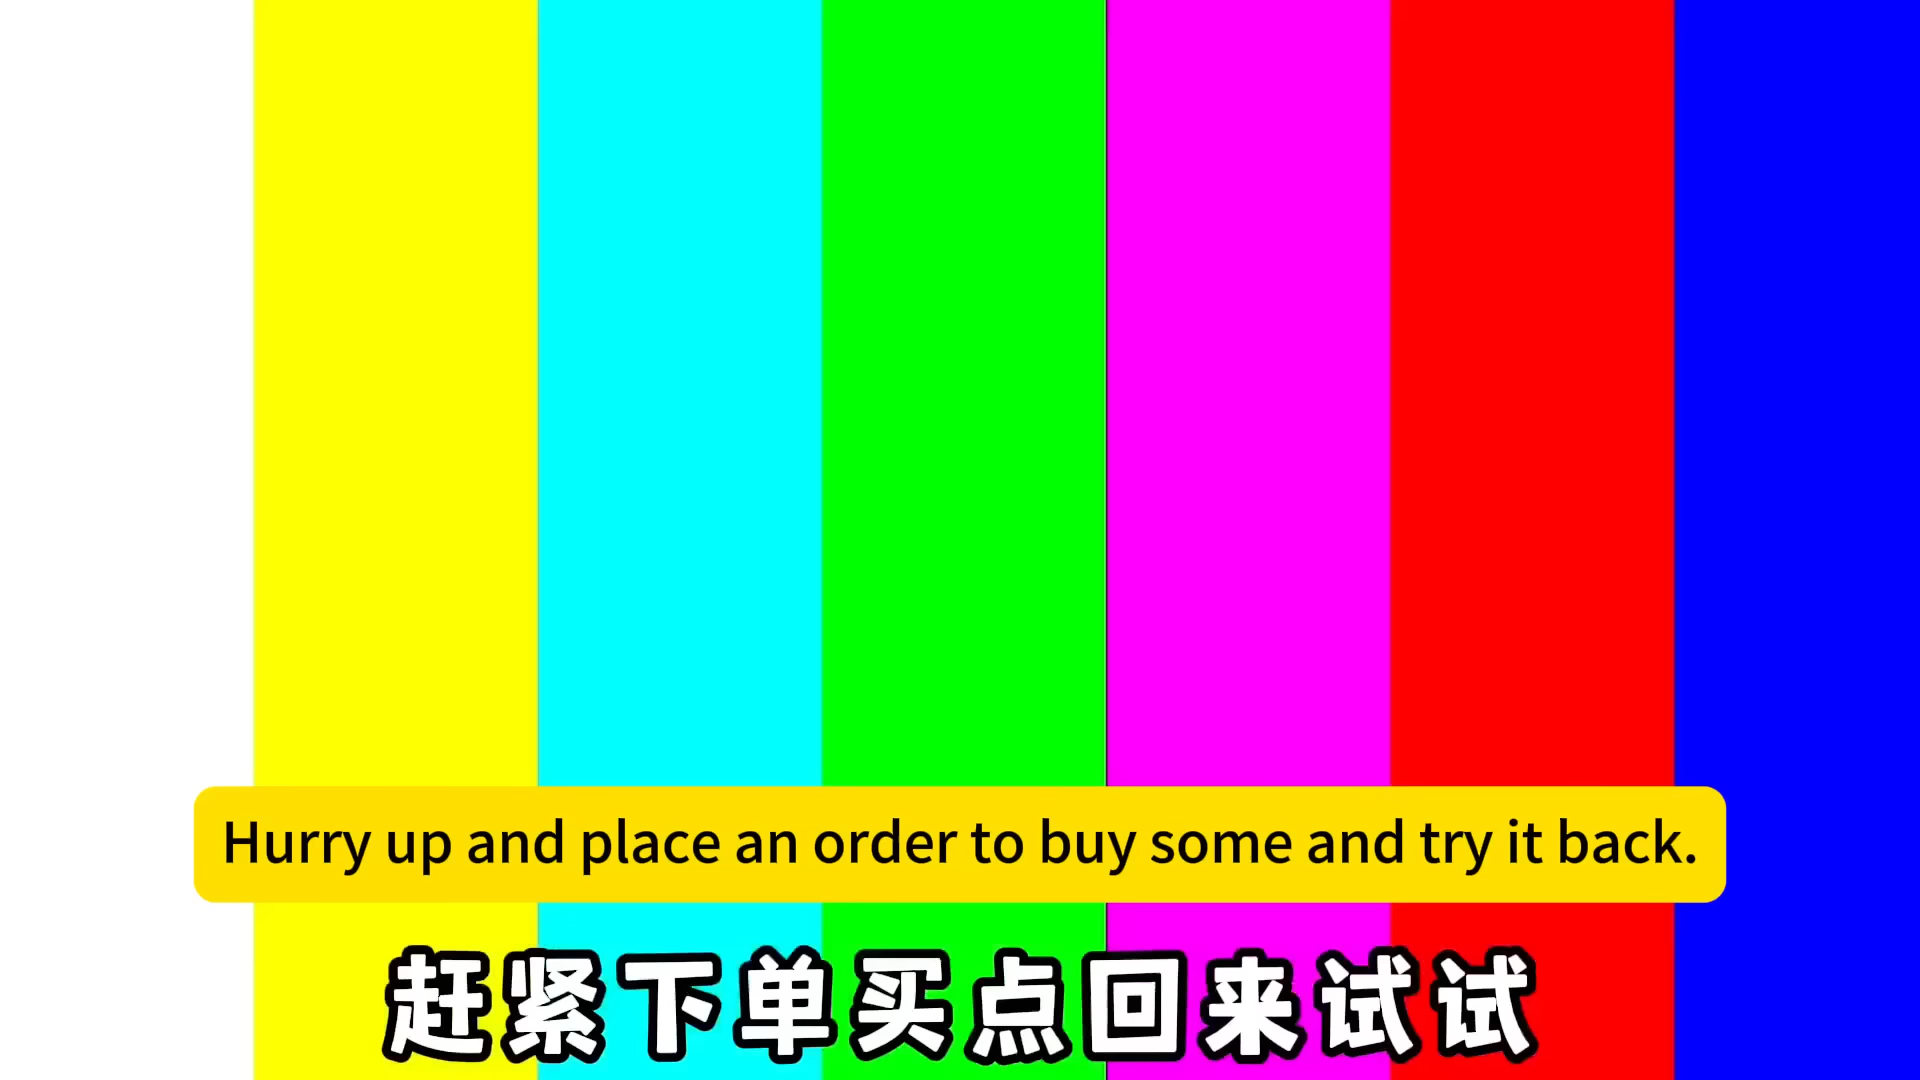 Hurry up and place an order to buy some and try it back.
赶紧下单买点回来试试